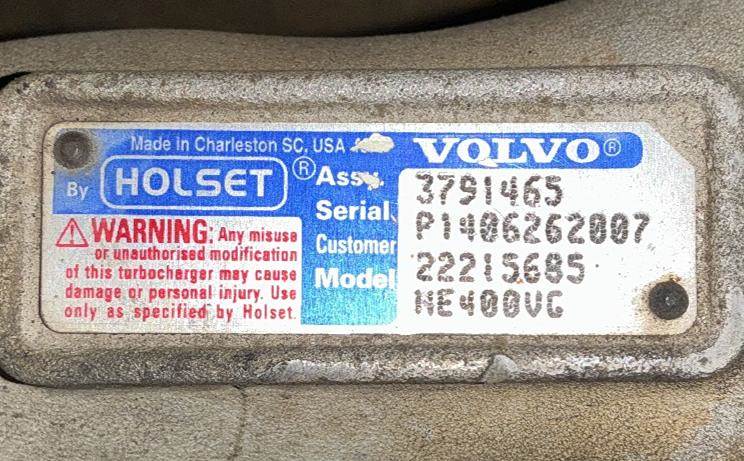 Made in Charleston SC, USA
VOLVO®
By HOLSET®
Assy. 3791465
Serial P1406262007
Customer 22215685
Model HE400VG
WARNING: Any misuse
or unauthorised modification
of this turbocharger may cause
damage or personal injury. Use
only as specified by Holset.